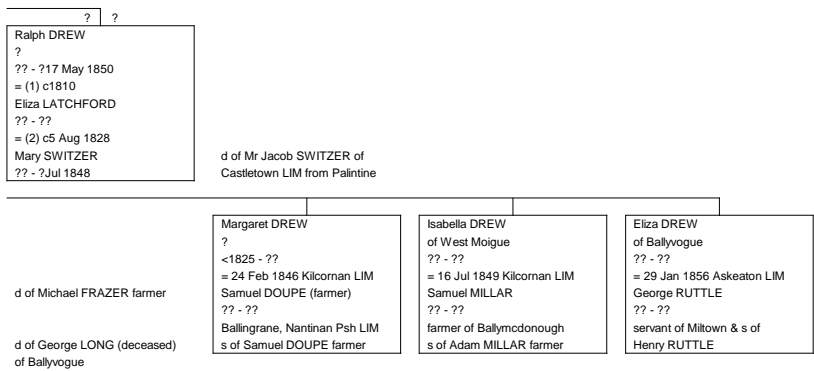 ? ?
Ralph DREW
?
?? - ?17 May 1850
= (1) c1810
Eliza LATCHFORD
?? - ??
= (2) c5 Aug 1828
Mary SWITZER
?? - ?Jul 1848
d of Mr Jacob SWITZER of
Castletown LIM from Palintine
d of Michael FRAZER farmer
d of George LONG (deceased)
of Ballyvogue
Margaret DREW
?
<1825 - ??
= 24 Feb 1846 Kilcornan LIM
Samuel DOUPE (farmer)
?? - ??
Ballingrane, Nantinan Psh LIM
s of Samuel DOUPE farmer
Isabella DREW
of West Moigue
?? - ??
= 16 Jul 1849 Kilcornan LIM
Samuel MILLAR
?? - ??
farmer of Ballymcdonough
s of Adam MILLAR farmer
Eliza DREW
of Ballyvogue
?? - ??
= 29 Jan 1856 Askeaton LIM
George RUTTLE
?? - ??
servant of Miltown & s of
Henry RUTTLE